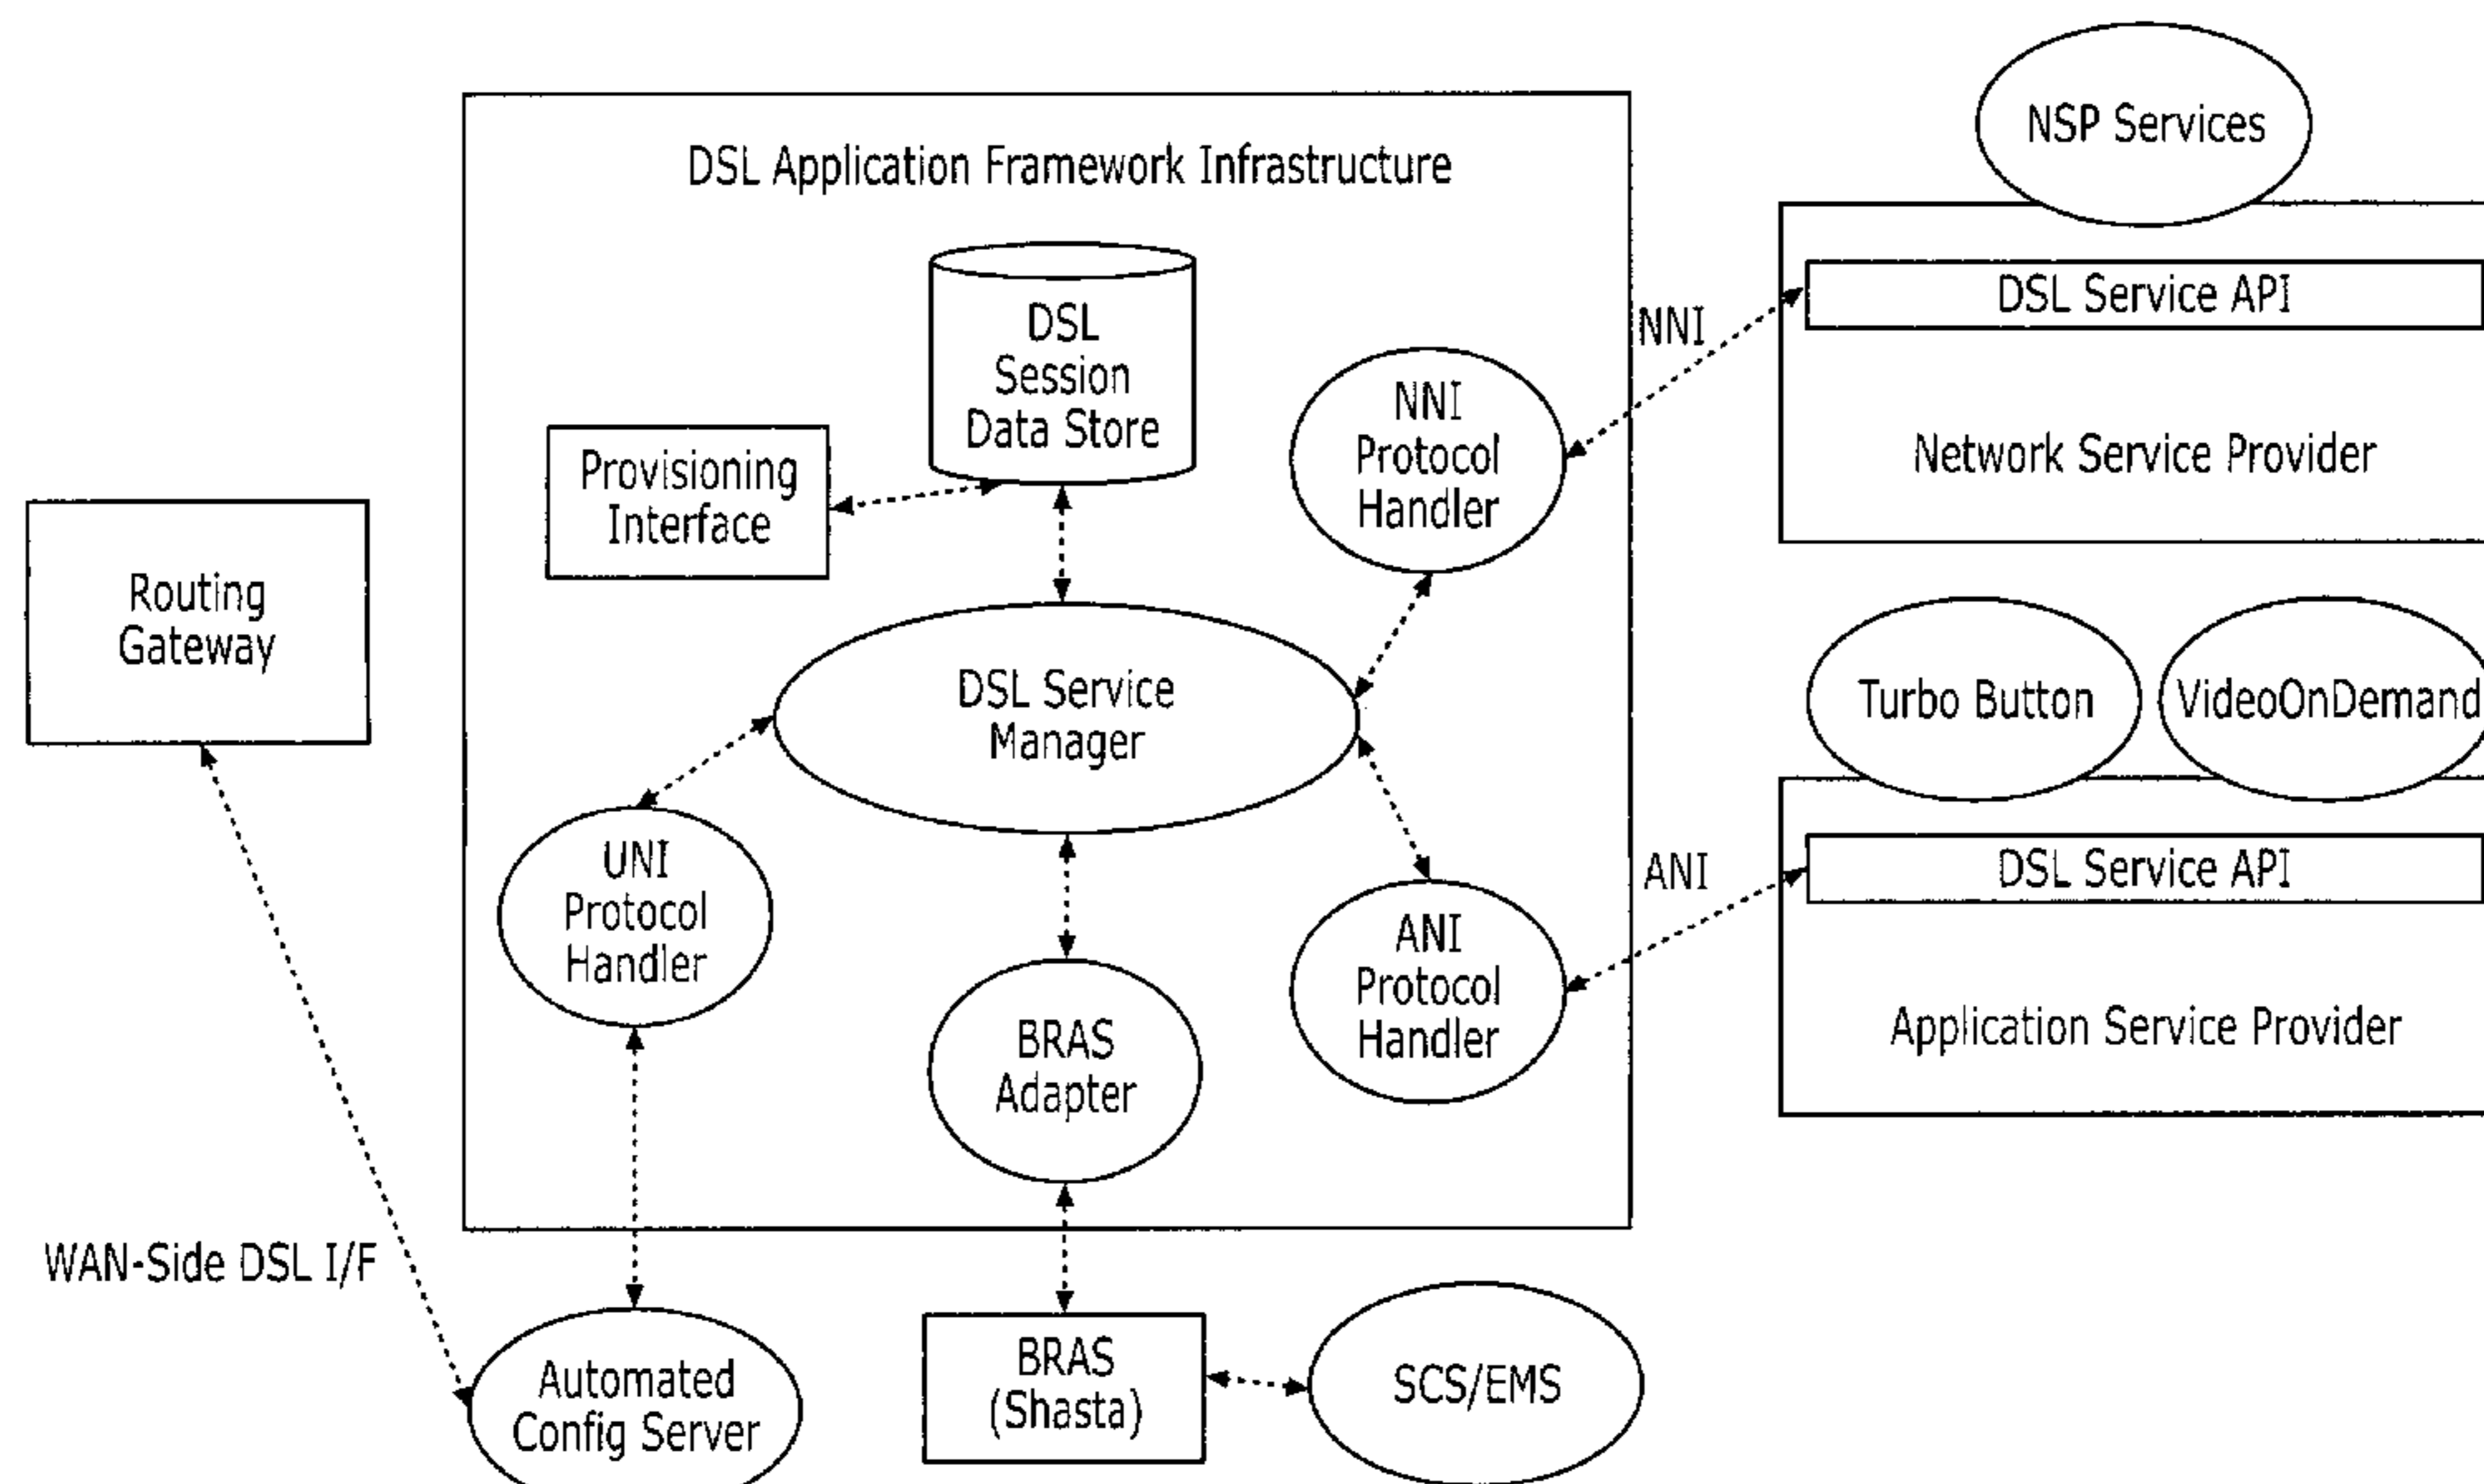 NSP Services
DSL Application Framework Infrastructure
DSL Service API
DSL
Session
Data Store
NNI
NNI
Protocol
Handler
Network Service Provider
Provisioning
Interface
Routing
Gateway
DSL Service
Manager
Turbo Button
VideoOnDemand
UNI
Protocol
Handler
ANI
DSL Service API
ANI
Protocol
Handler
Application Service Provider
BRAS
Adapter
WAN-Side DSL I/F
Automated
Config Server
BRAS
(Shasta)
SCS/EMS